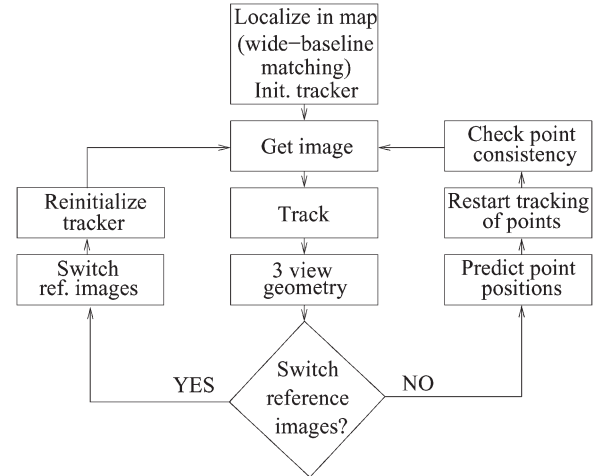 Localize in map
(wide−baseline
matching)
Init. tracker
Get image
Check point
consistency
Reinitialize
tracker
Track
Restart tracking
of points
Switch
ref. images
3 view
geometry
Predict point
positions
YES
Switch
reference
images?
NO